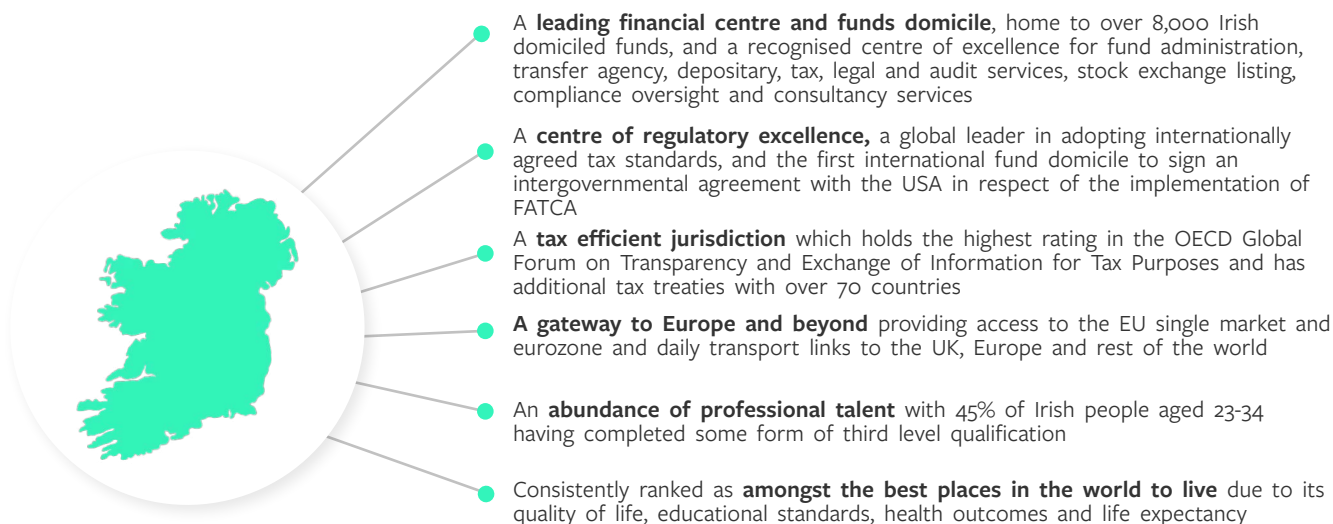 A leading financial centre and funds domicile, home to over 8,000 Irish
domiciled funds, and a recognised centre of excellence for fund administration,
transfer agency, depositary, tax, legal and audit services, stock exchange listing,
compliance oversight and consultancy services
A centre of regulatory excellence, a global leader in adopting internationally
agreed tax standards, and the first international fund domicile to sign an
intergovernmental agreement with the USA in respect of the implementation of
FATCA
A tax efficient jurisdiction which holds the highest rating in the OECD Global
Forum on Transparency and Exchange of Information for Tax Purposes and has
additional tax treaties with over 70 countries
A gateway to Europe and beyond providing access to the EU single market and
eurozone and daily transport links to the UK, Europe and rest of the world
An abundance of professional talent with 45% of Irish people aged 23-34
having completed some form of third level qualification
Consistently ranked as amongst the best places in the world to live due to its
quality of life, educational standards, health outcomes and life expectancy